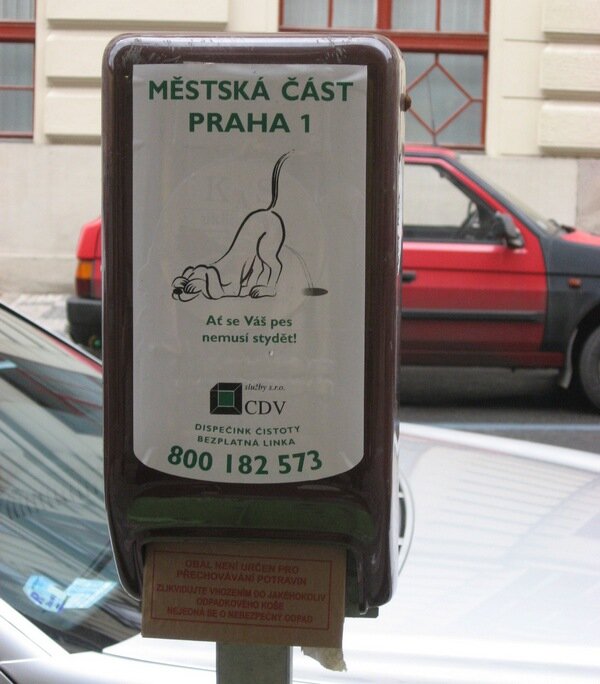 MĚSTSKÁ ČÁST
PRAHA 1
Ať se Váš pes
nemusí stydět!
služby s.r.o.
CDV
DISPEČINK ČISTOTY
BEZPLATNÁ LINKA
800 182 573
OBAL NENÍ URČEN PRO
PŘECHOVÁVÁNÍ POTRAVIN
ZLIKVIDUJTE VHOZENÍM DO JAKÉHOKOLIV
ODPADKOVÉHO KOŠE
NEJEDNÁ SE O NEBEZPEČNÝ ODPAD